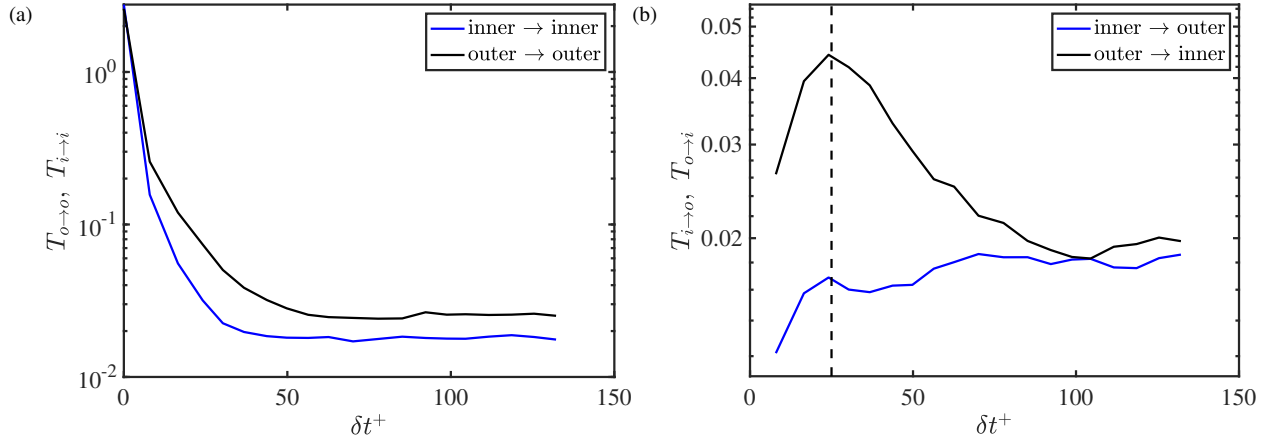 (a)
inner → inner
outer → outer
10^0
10^-1
10^-2
T_{o→o}, T_{i→i}
0 50 100 150
δt^+
(b)
inner → outer
outer → inner
0.05
0.04
0.03
0.02
T_{i→o}, T_{o→i}
0 50 100 150
δt^+